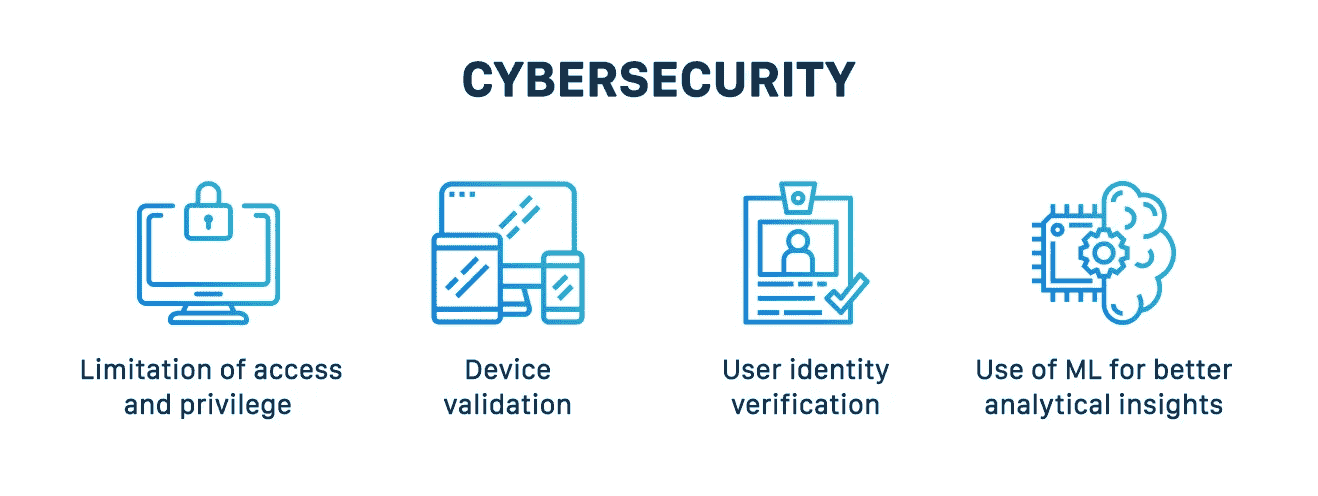 CYBERSECURITY
Limitation of access
and privilege
Device
validation
User identity
verification
Use of ML for better
analytical insights